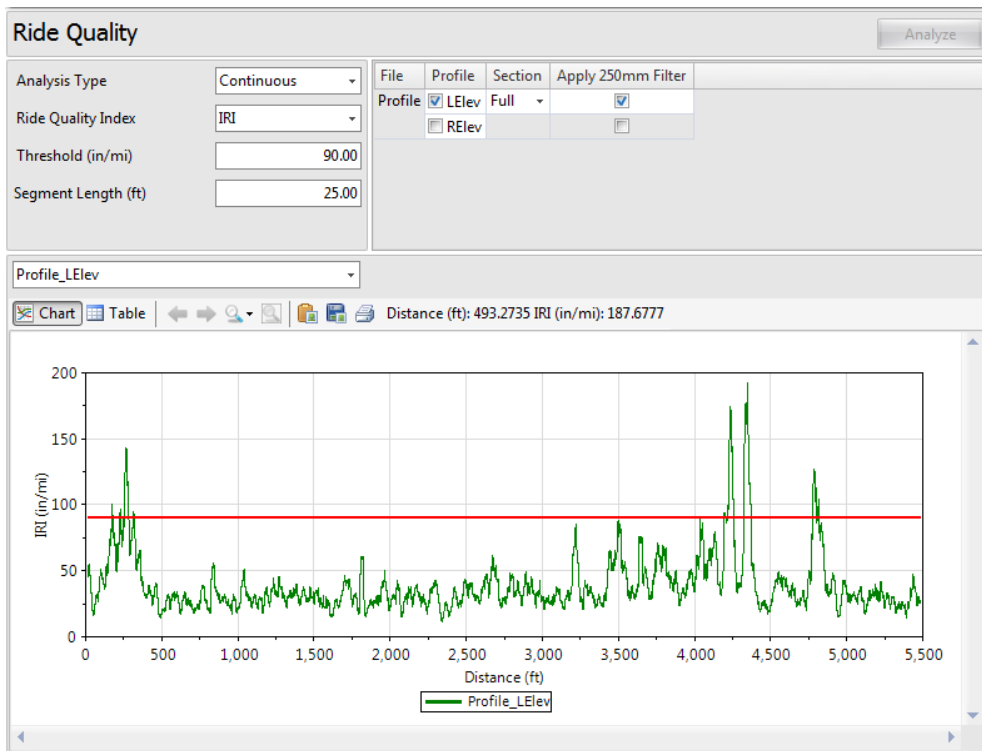 Ride Quality
Analyze
Analysis Type Continuous
Ride Quality Index IRI
Threshold (in/mi) 90.00
Segment Length (ft) 25.00
File Profile Section Apply 250mm Filter
Profile LElev Full
RElev
Profile_LElev
Chart Table Distance (ft): 493.2735 IRI (in/mi): 187.6777
200
150
100
50
0
IRI (in/mi)
0 500 1,000 1,500 2,000 2,500 3,000 3,500 4,000 4,500 5,000 5,500
Distance (ft)
Profile_LElev